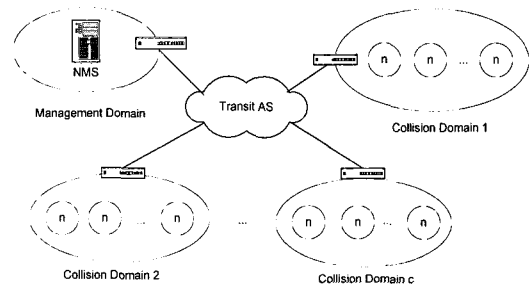 NMS
Management Domain
Transit AS
n n ... n
Collision Domain 1
n n ... n
Collision Domain 2
...
n n ... n
Collision Domain c